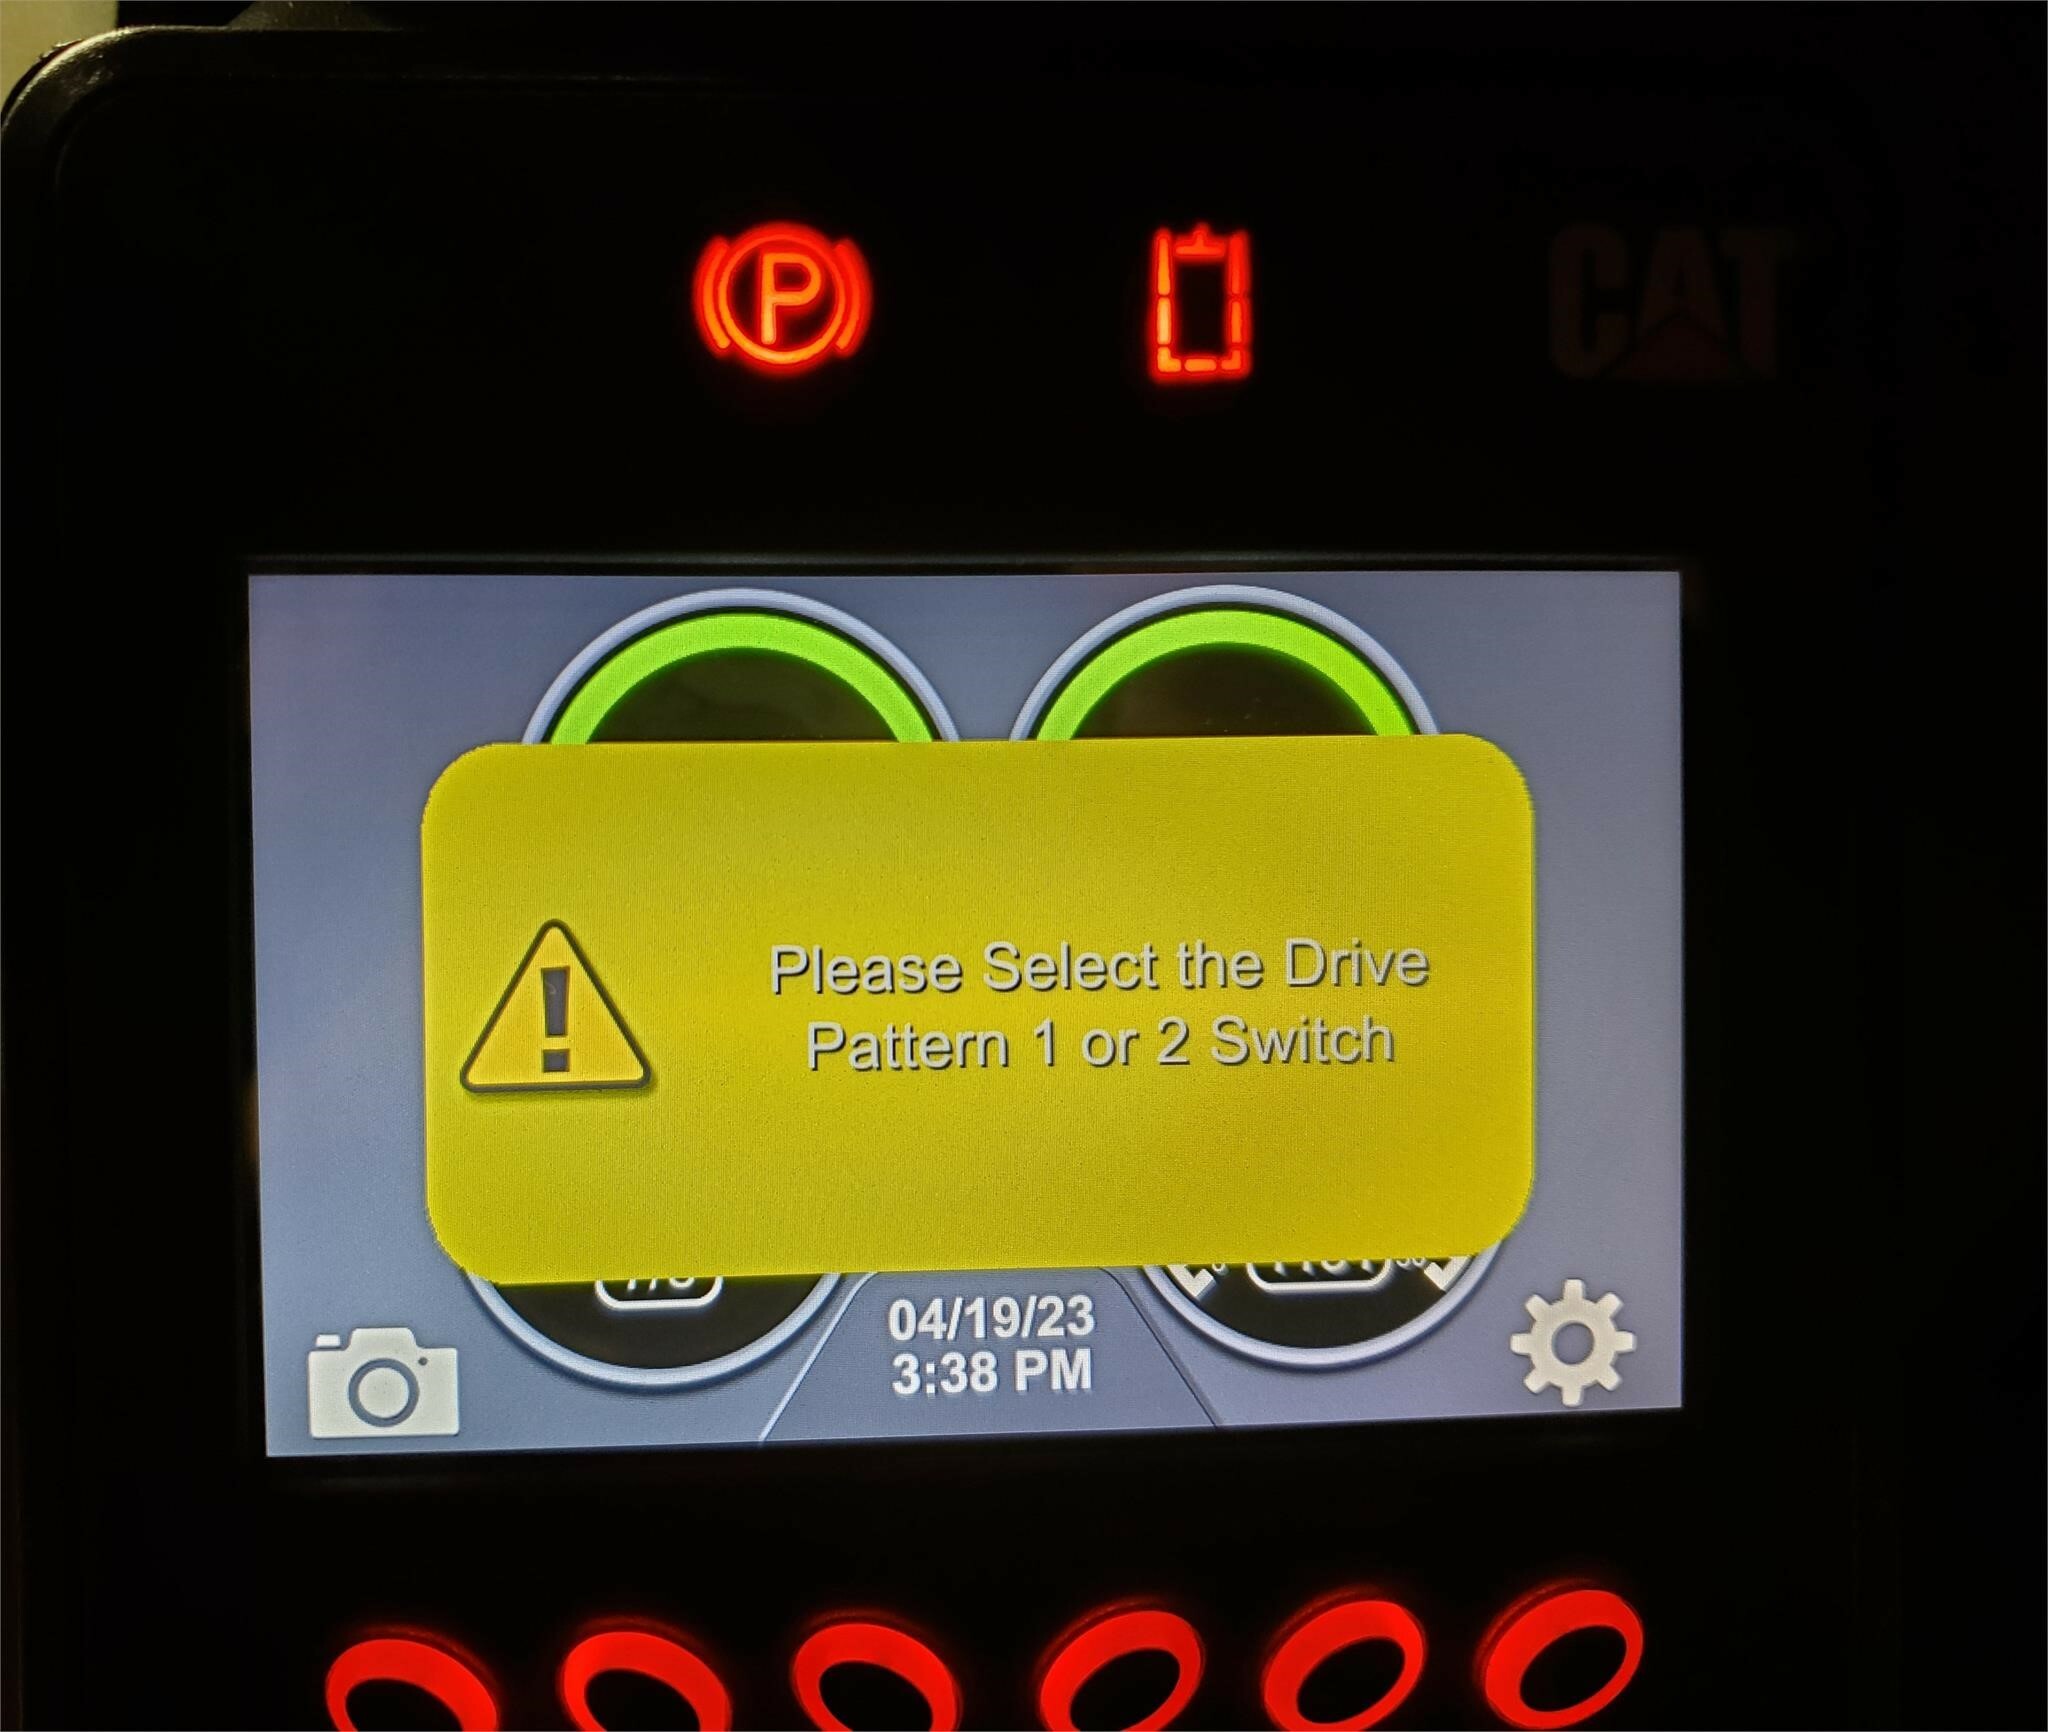 P
CAT
Please Select the Drive
Pattern 1 or 2 Switch
04/19/23
3:38 PM